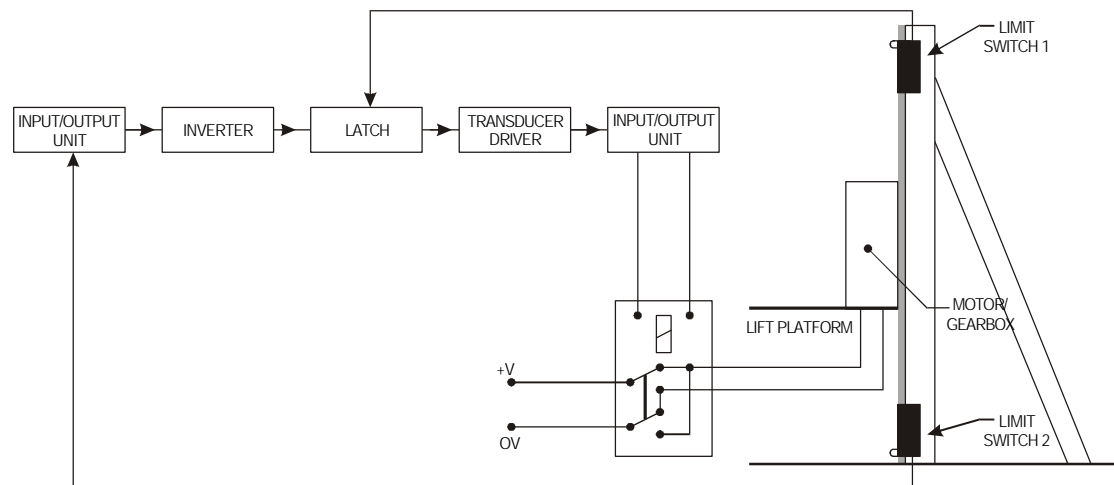 LIMIT
SWITCH 1
INPUT/OUTPUT
UNIT
INVERTER
LATCH
TRANSDUCER
DRIVER
INPUT/OUTPUT
UNIT
MOTOR/
GEARBOX
LIFT PLATFORM
+V
OV
LIMIT
SWITCH 2